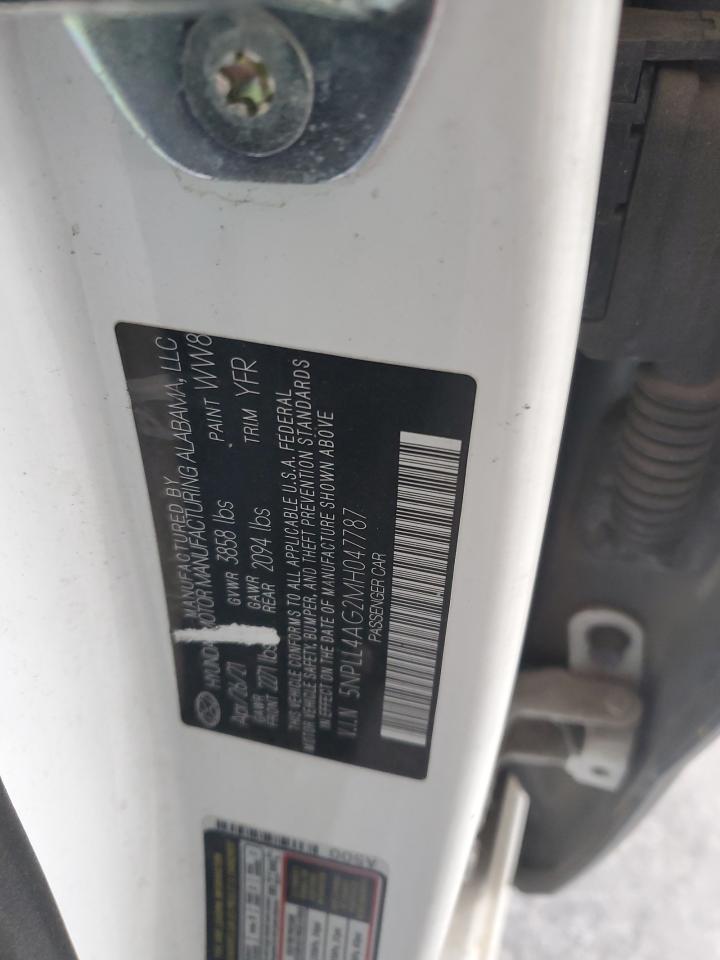 MANUFACTURED BY
HYUNDAI MOTOR MANUFACTURING ALABAMA, LLC
Apr/26/21 GVWR 3858 lbs PAINT WW8
GAWR FRONT 2271 lbs GAWR REAR 2094 lbs TRIM YFR
THIS VEHICLE CONFORMS TO ALL APPLICABLE U.S.A. FEDERAL
MOTOR VEHICLE SAFETY, BUMPER, AND THEFT PREVENTION STANDARDS
IN EFFECT ON THE DATE OF MANUFACTURE SHOWN ABOVE
V.I.N 5NPLL4AG2MH047787
PASSENGER CAR
A500